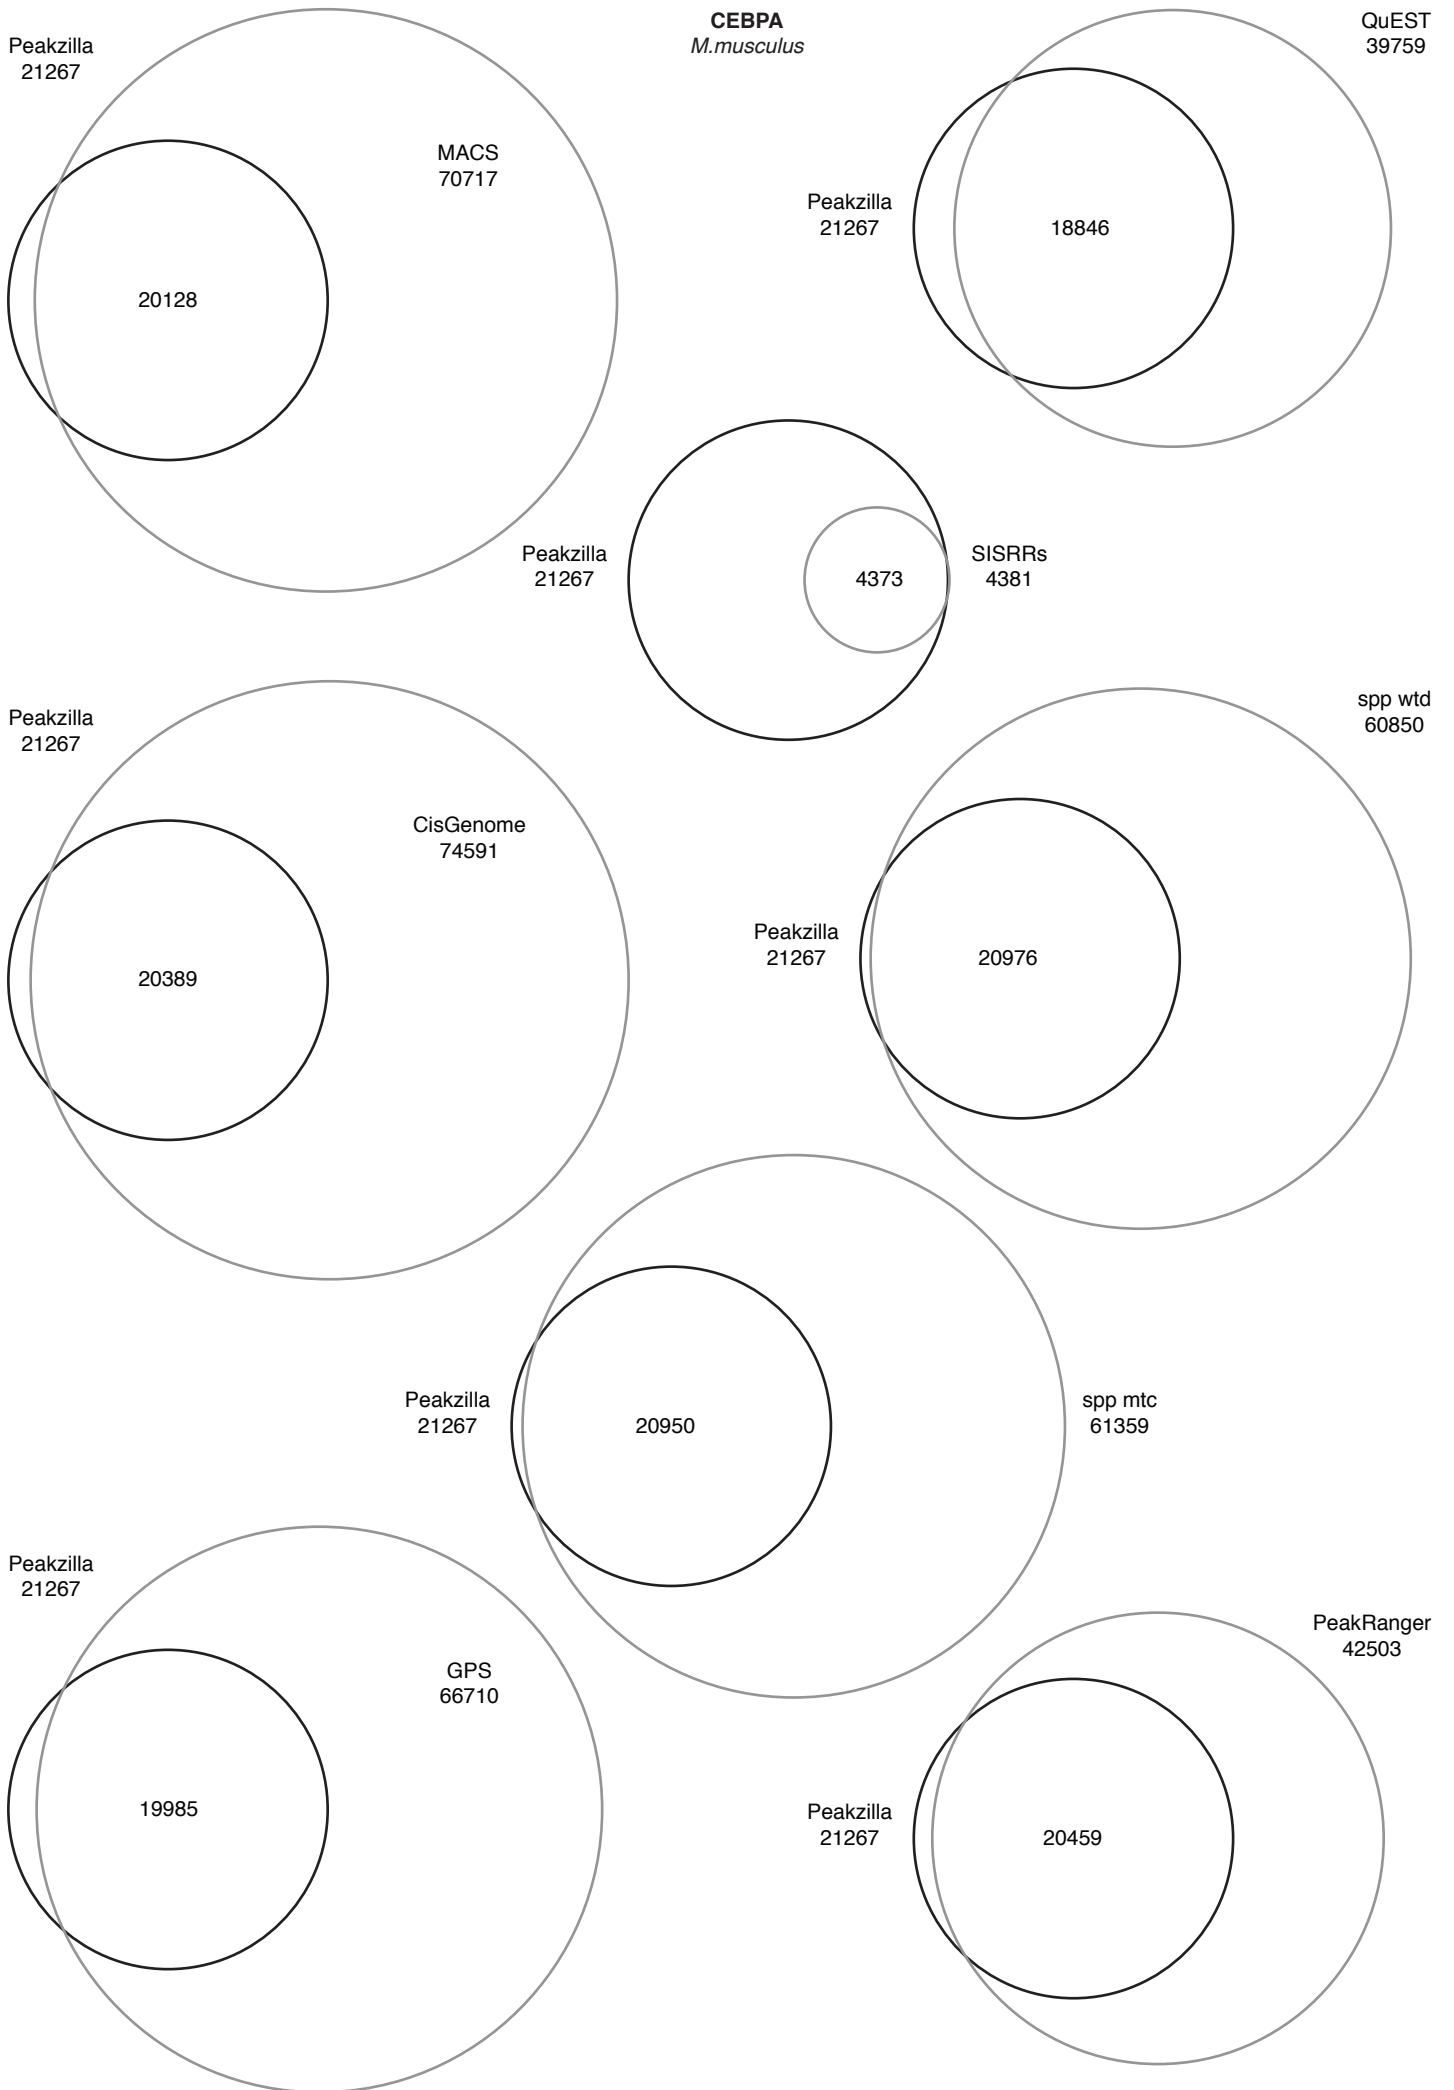 CEBPA
M.musculus
Peakzilla
21267
MACS
70717
20128
QuEST
39759
Peakzilla
21267
18846
Peakzilla
21267
4373
SISRRs
4381
Peakzilla
21267
CisGenome
74591
20389
spp wtd
60850
Peakzilla
21267
20976
Peakzilla
21267
20950
spp mtc
61359
Peakzilla
21267
GPS
66710
19985
PeakRanger
42503
Peakzilla
21267
20459